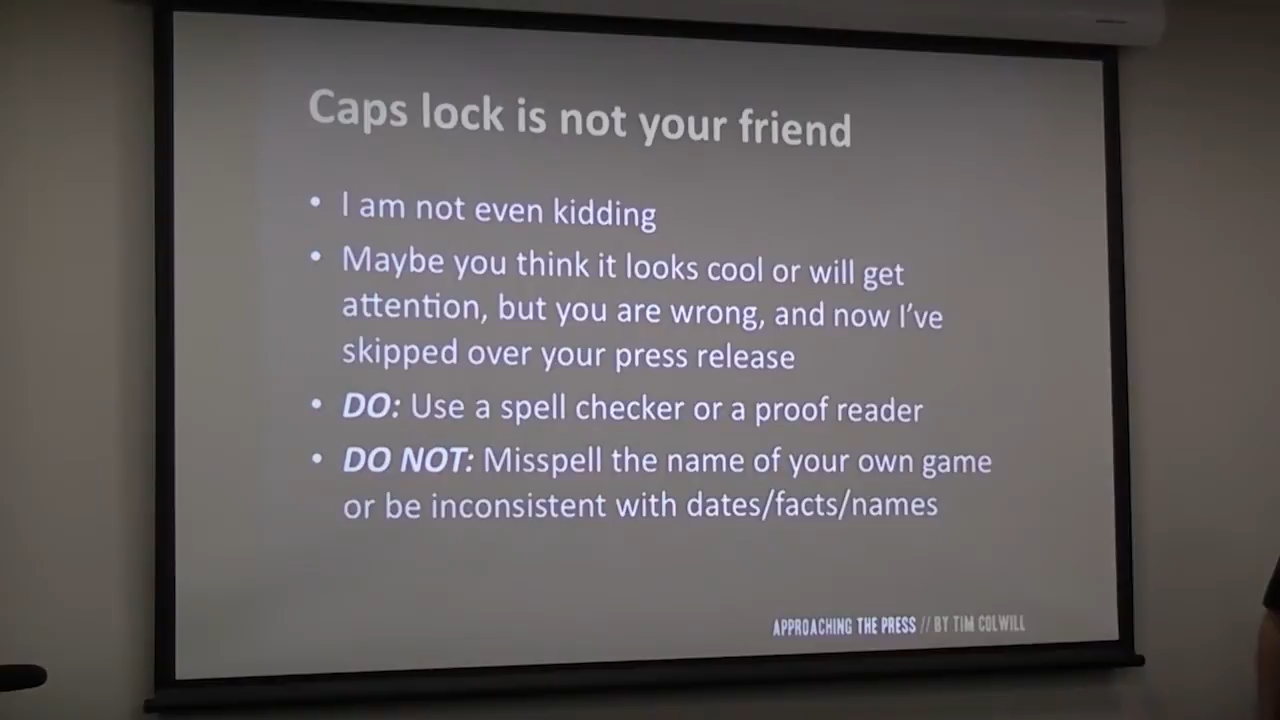 Caps lock is not your friend
• I am not even kidding
• Maybe you think it looks cool or will get
attention, but you are wrong, and now I've
skipped over your press release
• DO: Use a spell checker or a proof reader
• DO NOT: Misspell the name of your own game
or be inconsistent with dates/facts/names
APPROACHING THE PRESS // BY TIM COLWILL